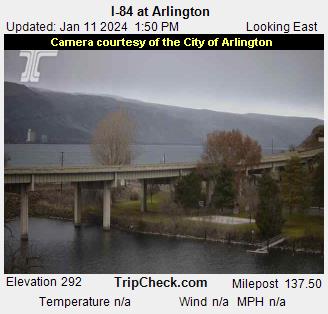 I-84 at Arlington
Updated: Jan 11 2024 1:50 PM Looking East
Camera courtesy of the City of Arlington
Elevation 292 TripCheck.com Milepost 137.50
Temperature n/a Wind n/a MPH n/a